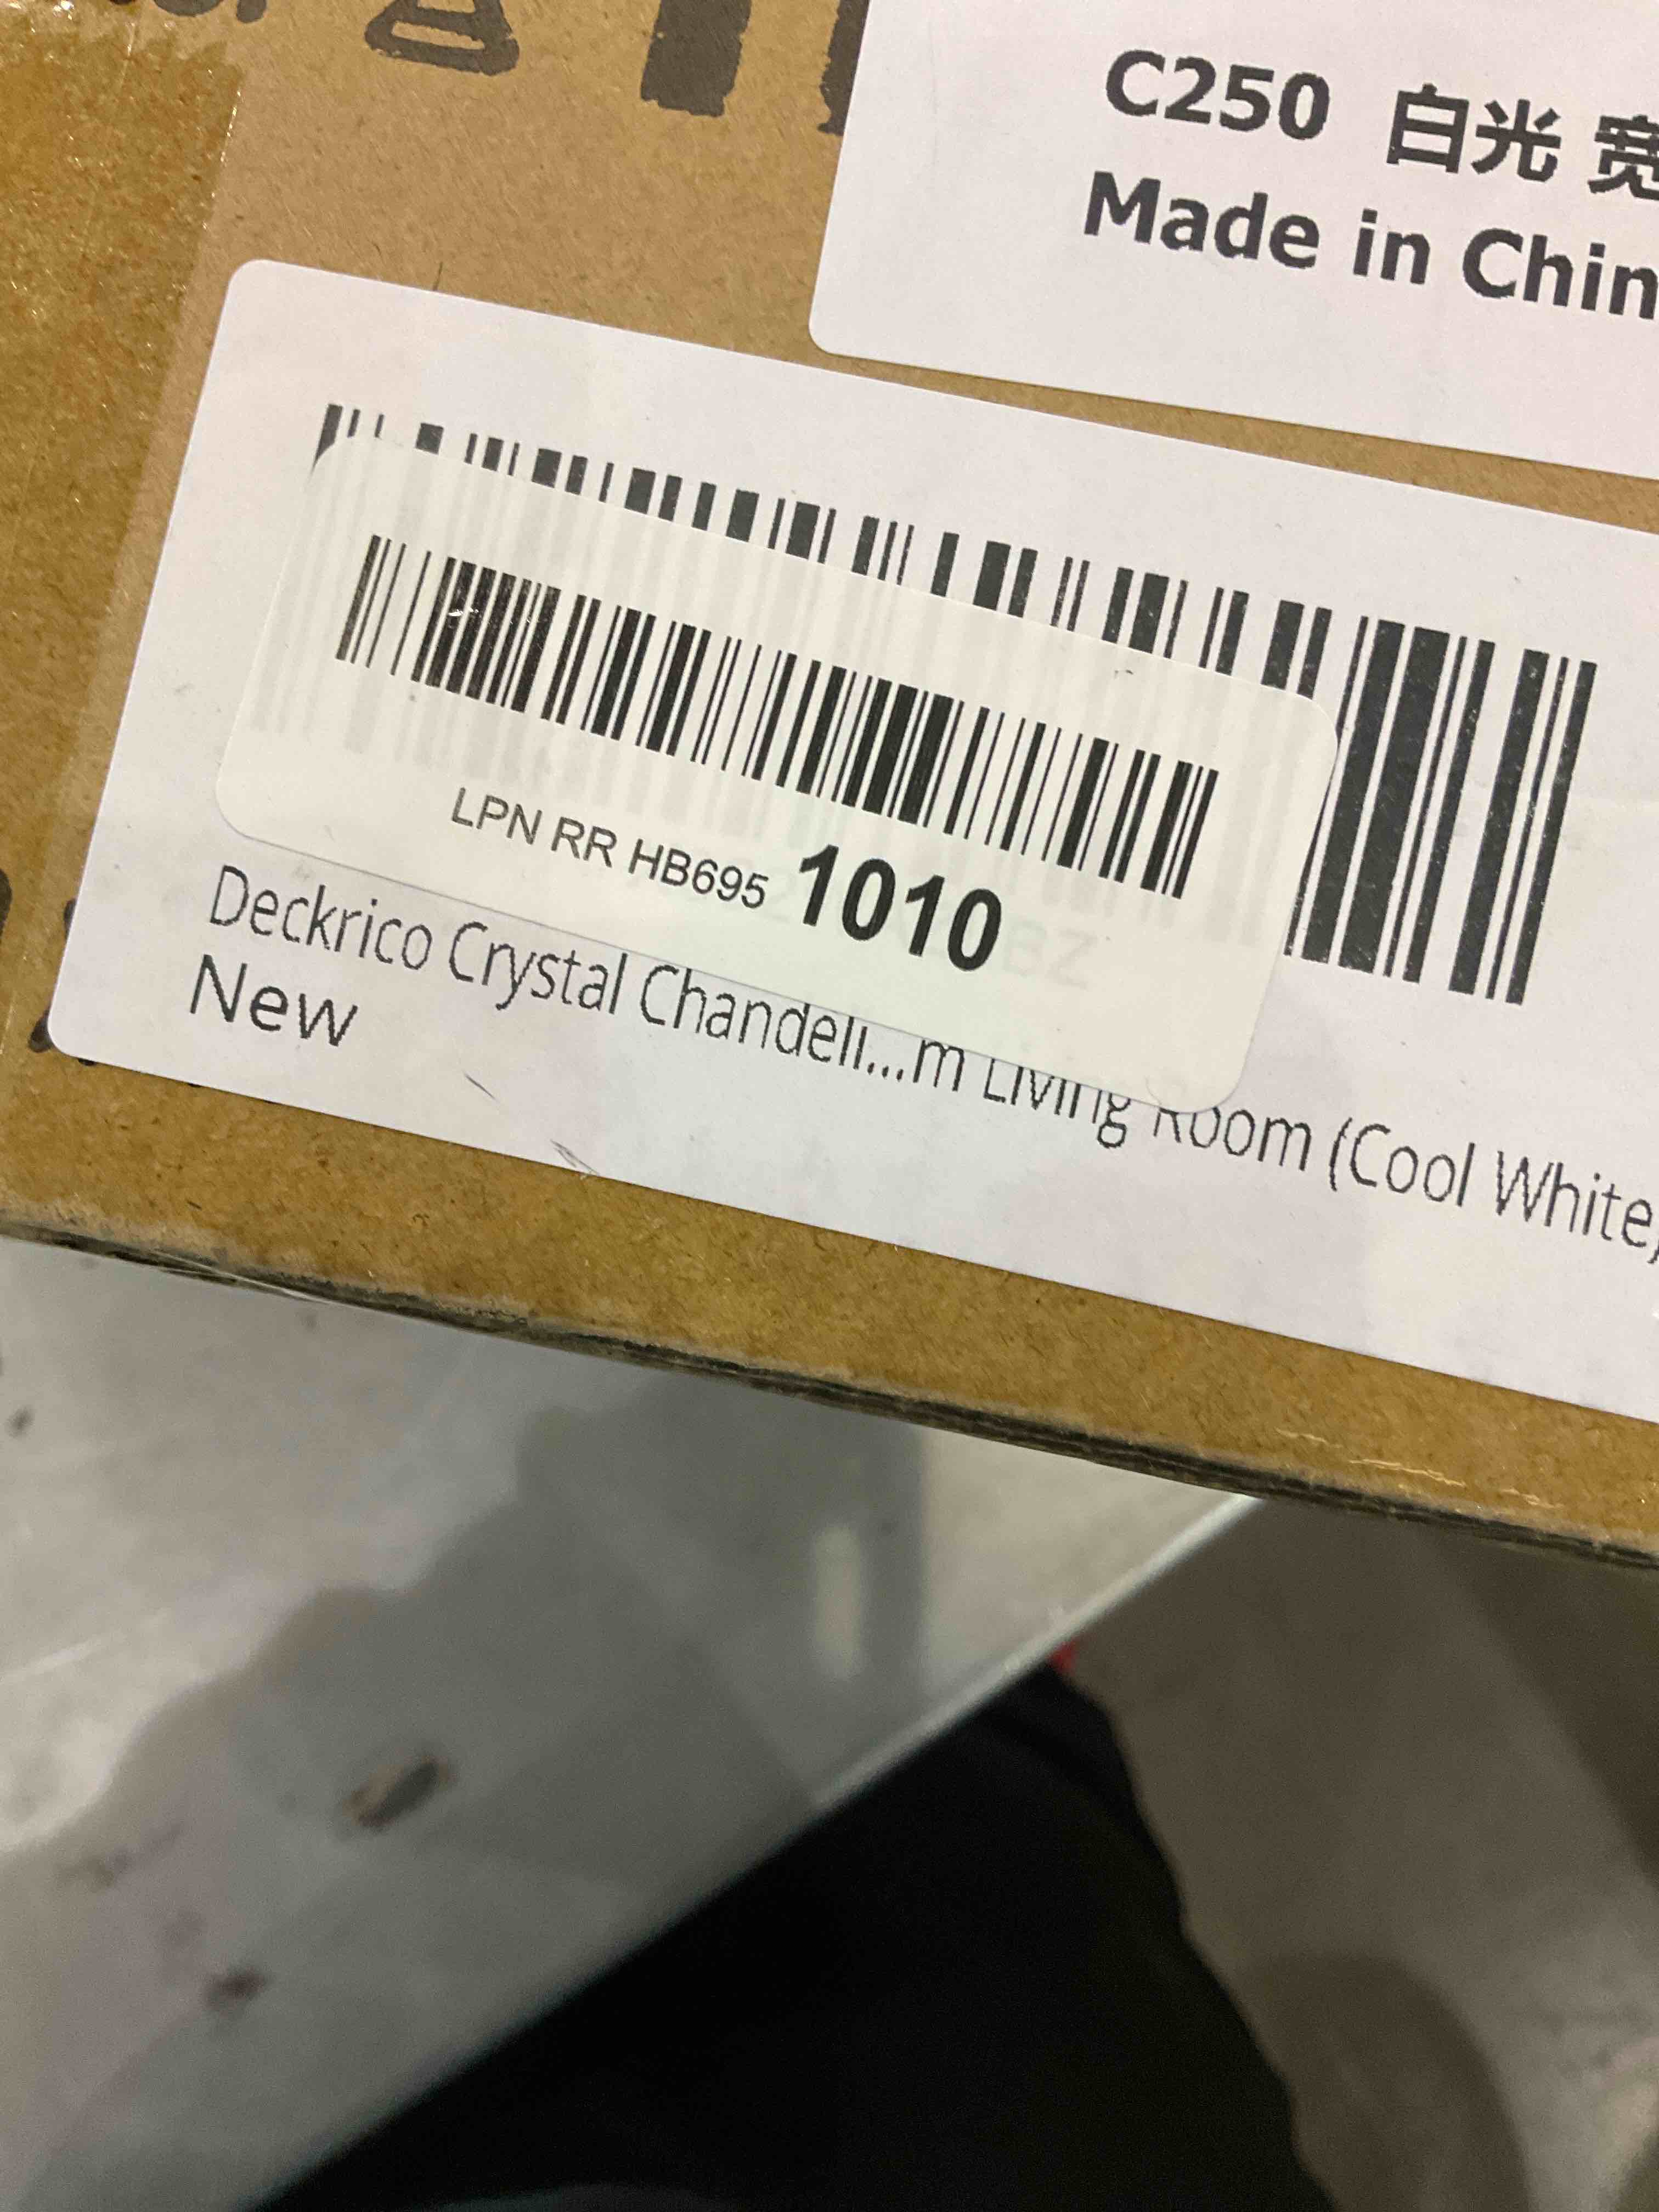 C250 白光 宽
Made in Chin
LPN RR HB695 1010
Deckrico Crystal Chandeli...m Living Room (Cool White)
New